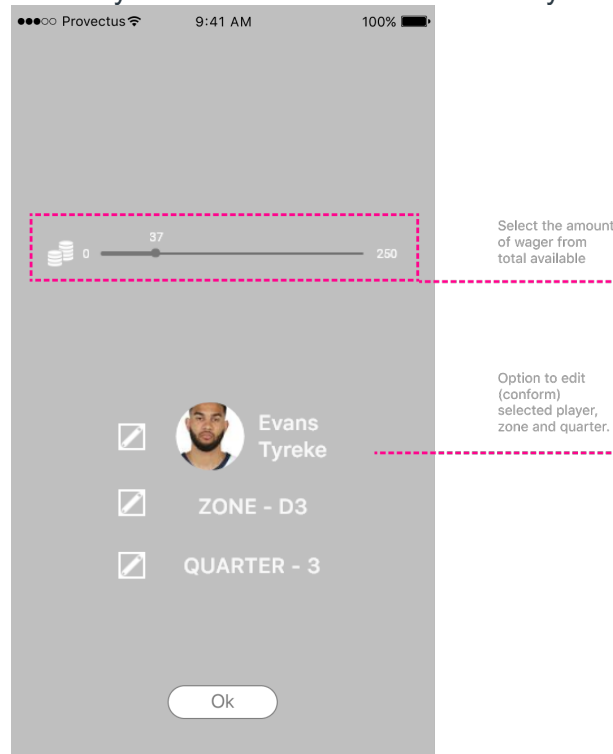 Provectus 9:41 AM 100%
Select the amount
of wager from
total available
37
0 250
Option to edit
(conform)
selected player,
zone and quarter.
Evans
Tyreke
ZONE - D3
QUARTER - 3
Ok